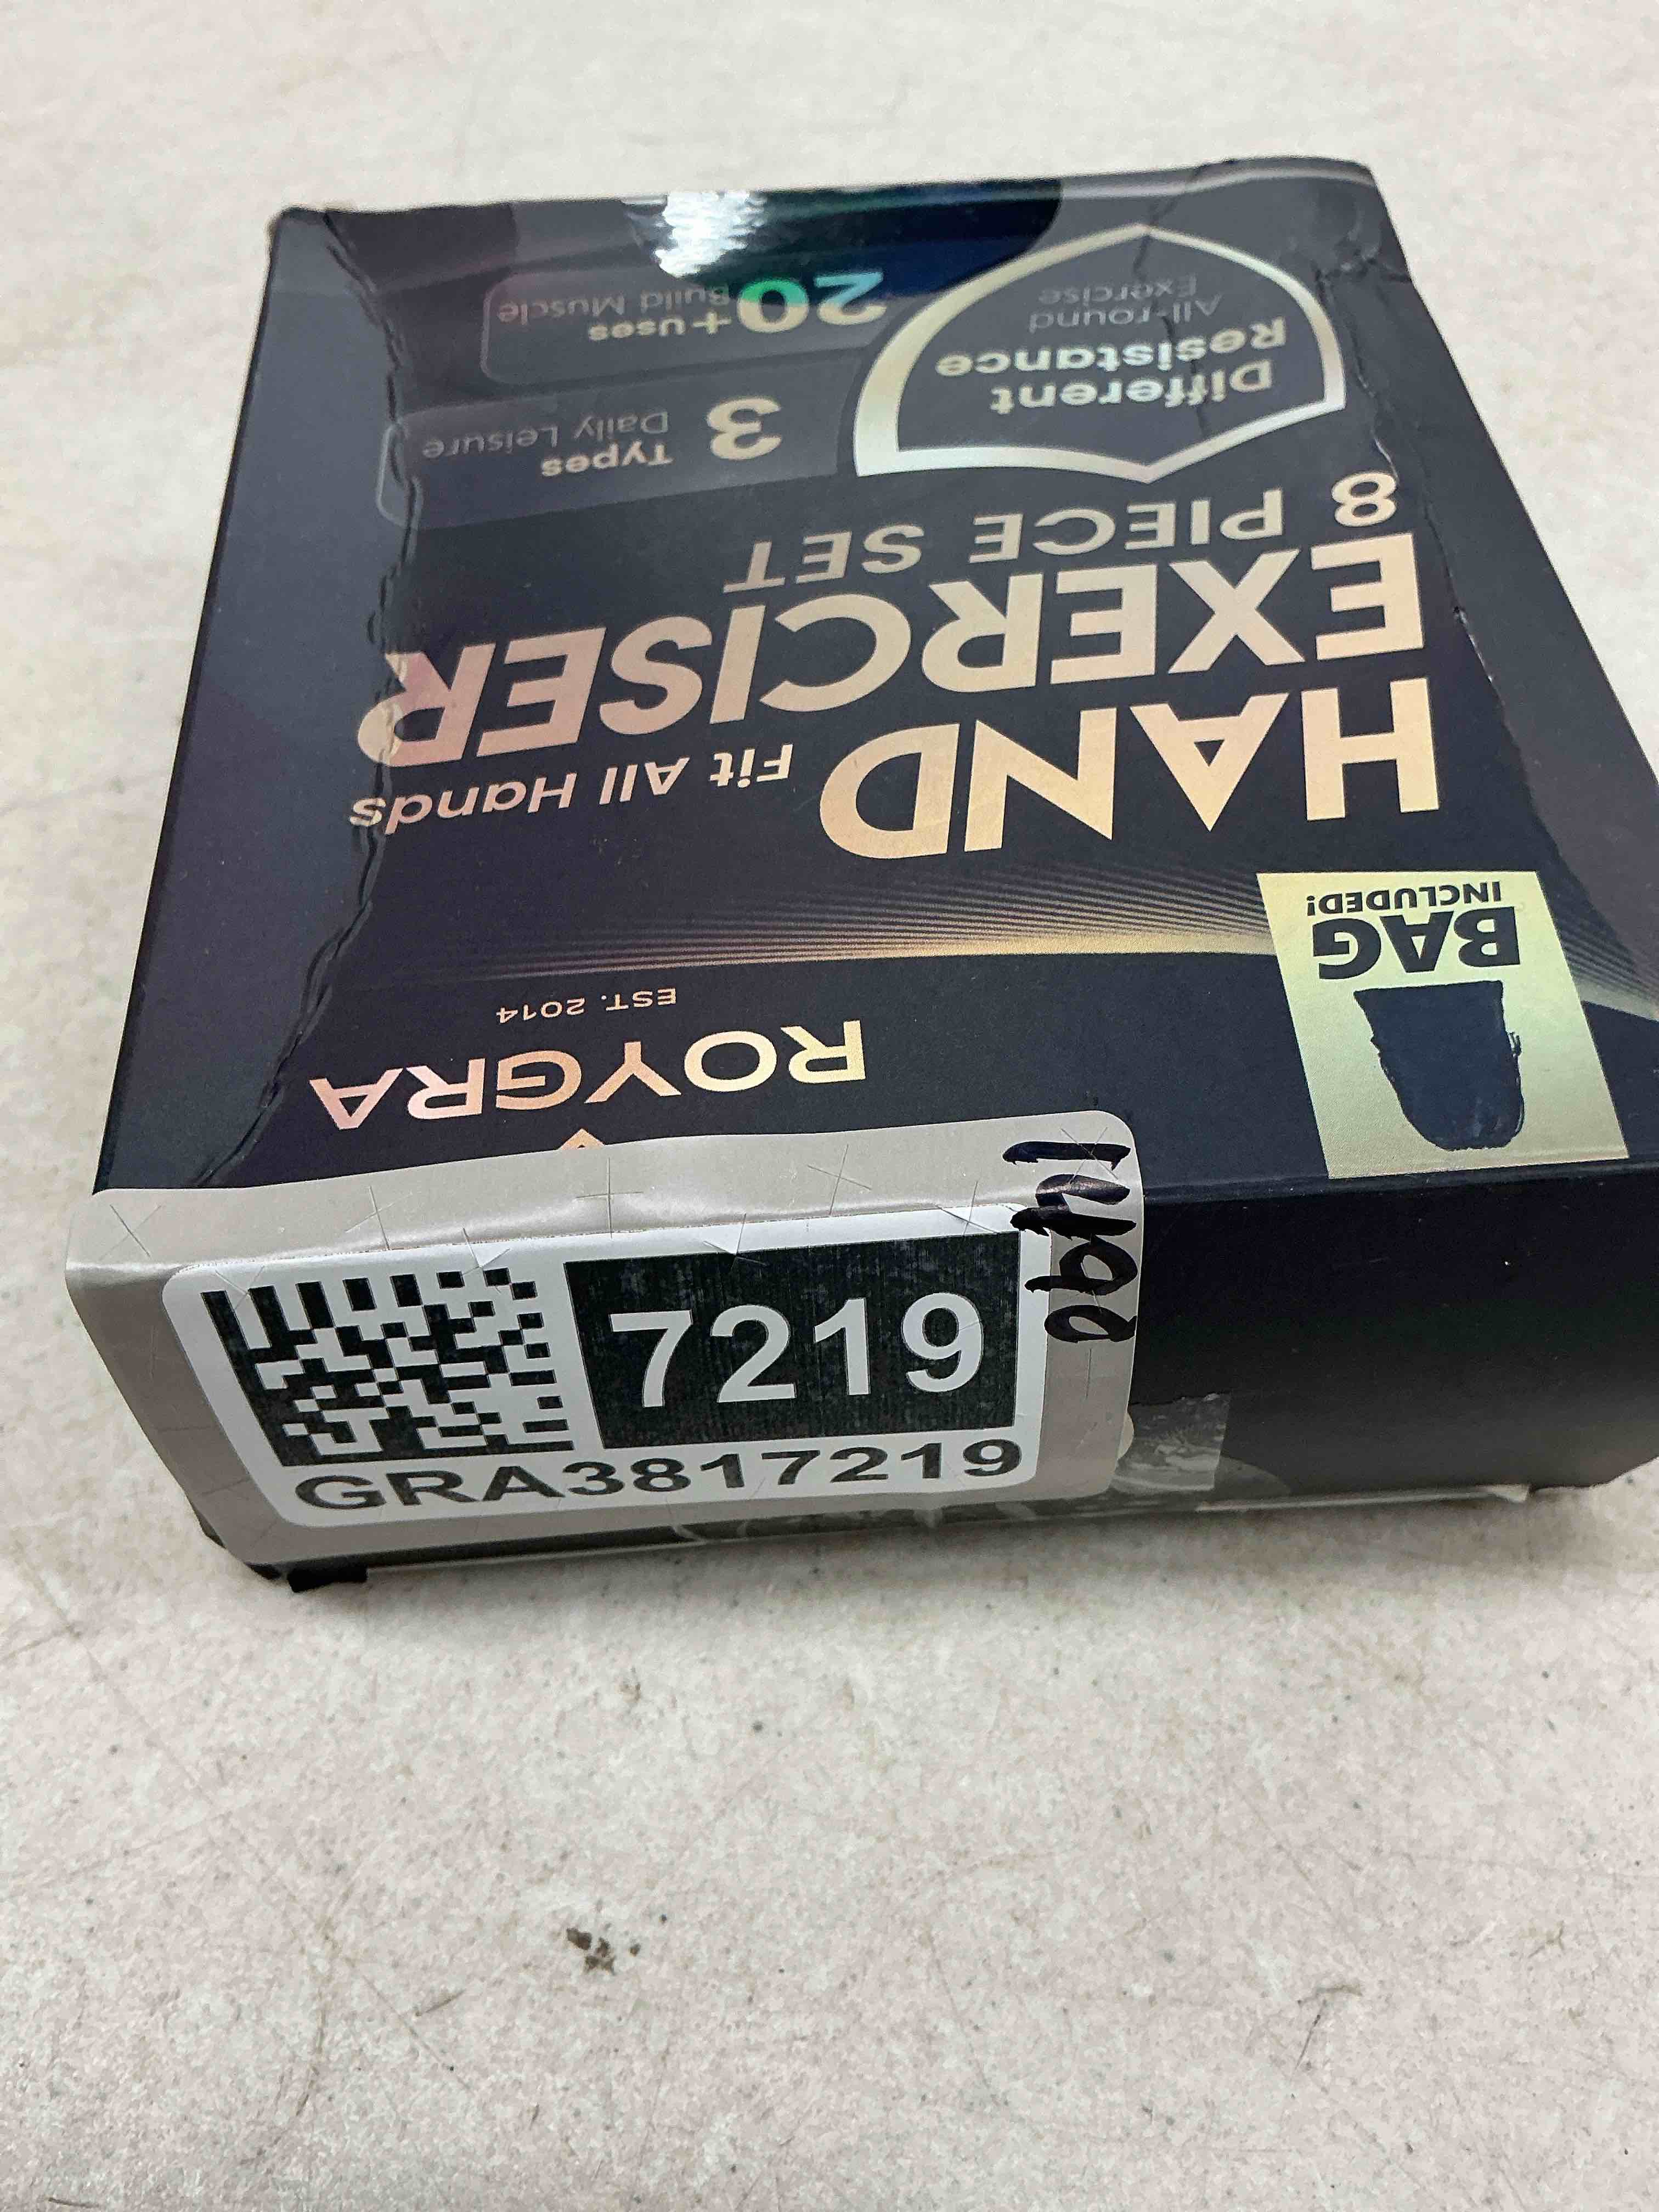 ROYGRA
EST. 2014
BAG
INCLUDED!
HAND
Fit All Hands
EXERCISER
8 PIECE SET
Different
Resistance
All-round
Exercise
3
Types
Daily Leisure
20
+uses
Build Muscle
7219
GRA3817219